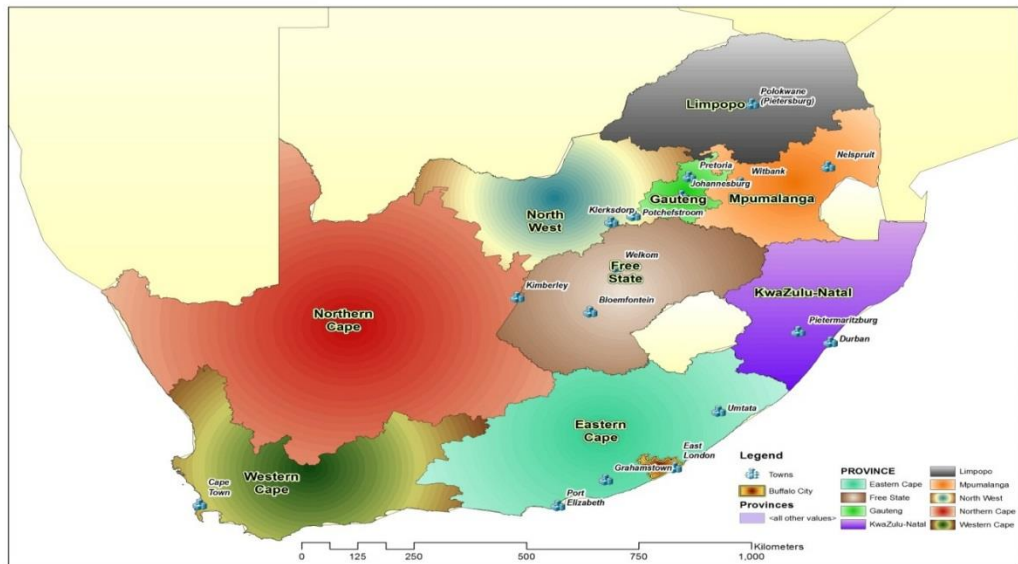 Polokwane
(Pietersburg)
Limpopo
Nelspruit
Pretoria
Witbank
Johannesburg
Gauteng
Mpumalanga
Klerksdorp
Potchefstroom
North
West
Welkom
Free
State
Kimberley
Bloemfontein
KwaZulu-Natal
Pietermaritzburg
Durban
Northern
Cape
Umtata
Eastern
Cape
East
London
Grahamstown
Western
Cape
Cape
Town
Port
Elizabeth
Legend
Towns
Buffalo City
Provinces
<all other values>
PROVINCE
Eastern Cape
Free State
Gauteng
KwaZulu-Natal
Limpopo
Mpumalanga
North West
Northern Cape
Western Cape
Kilometers
0 125 250 500 750 1,000